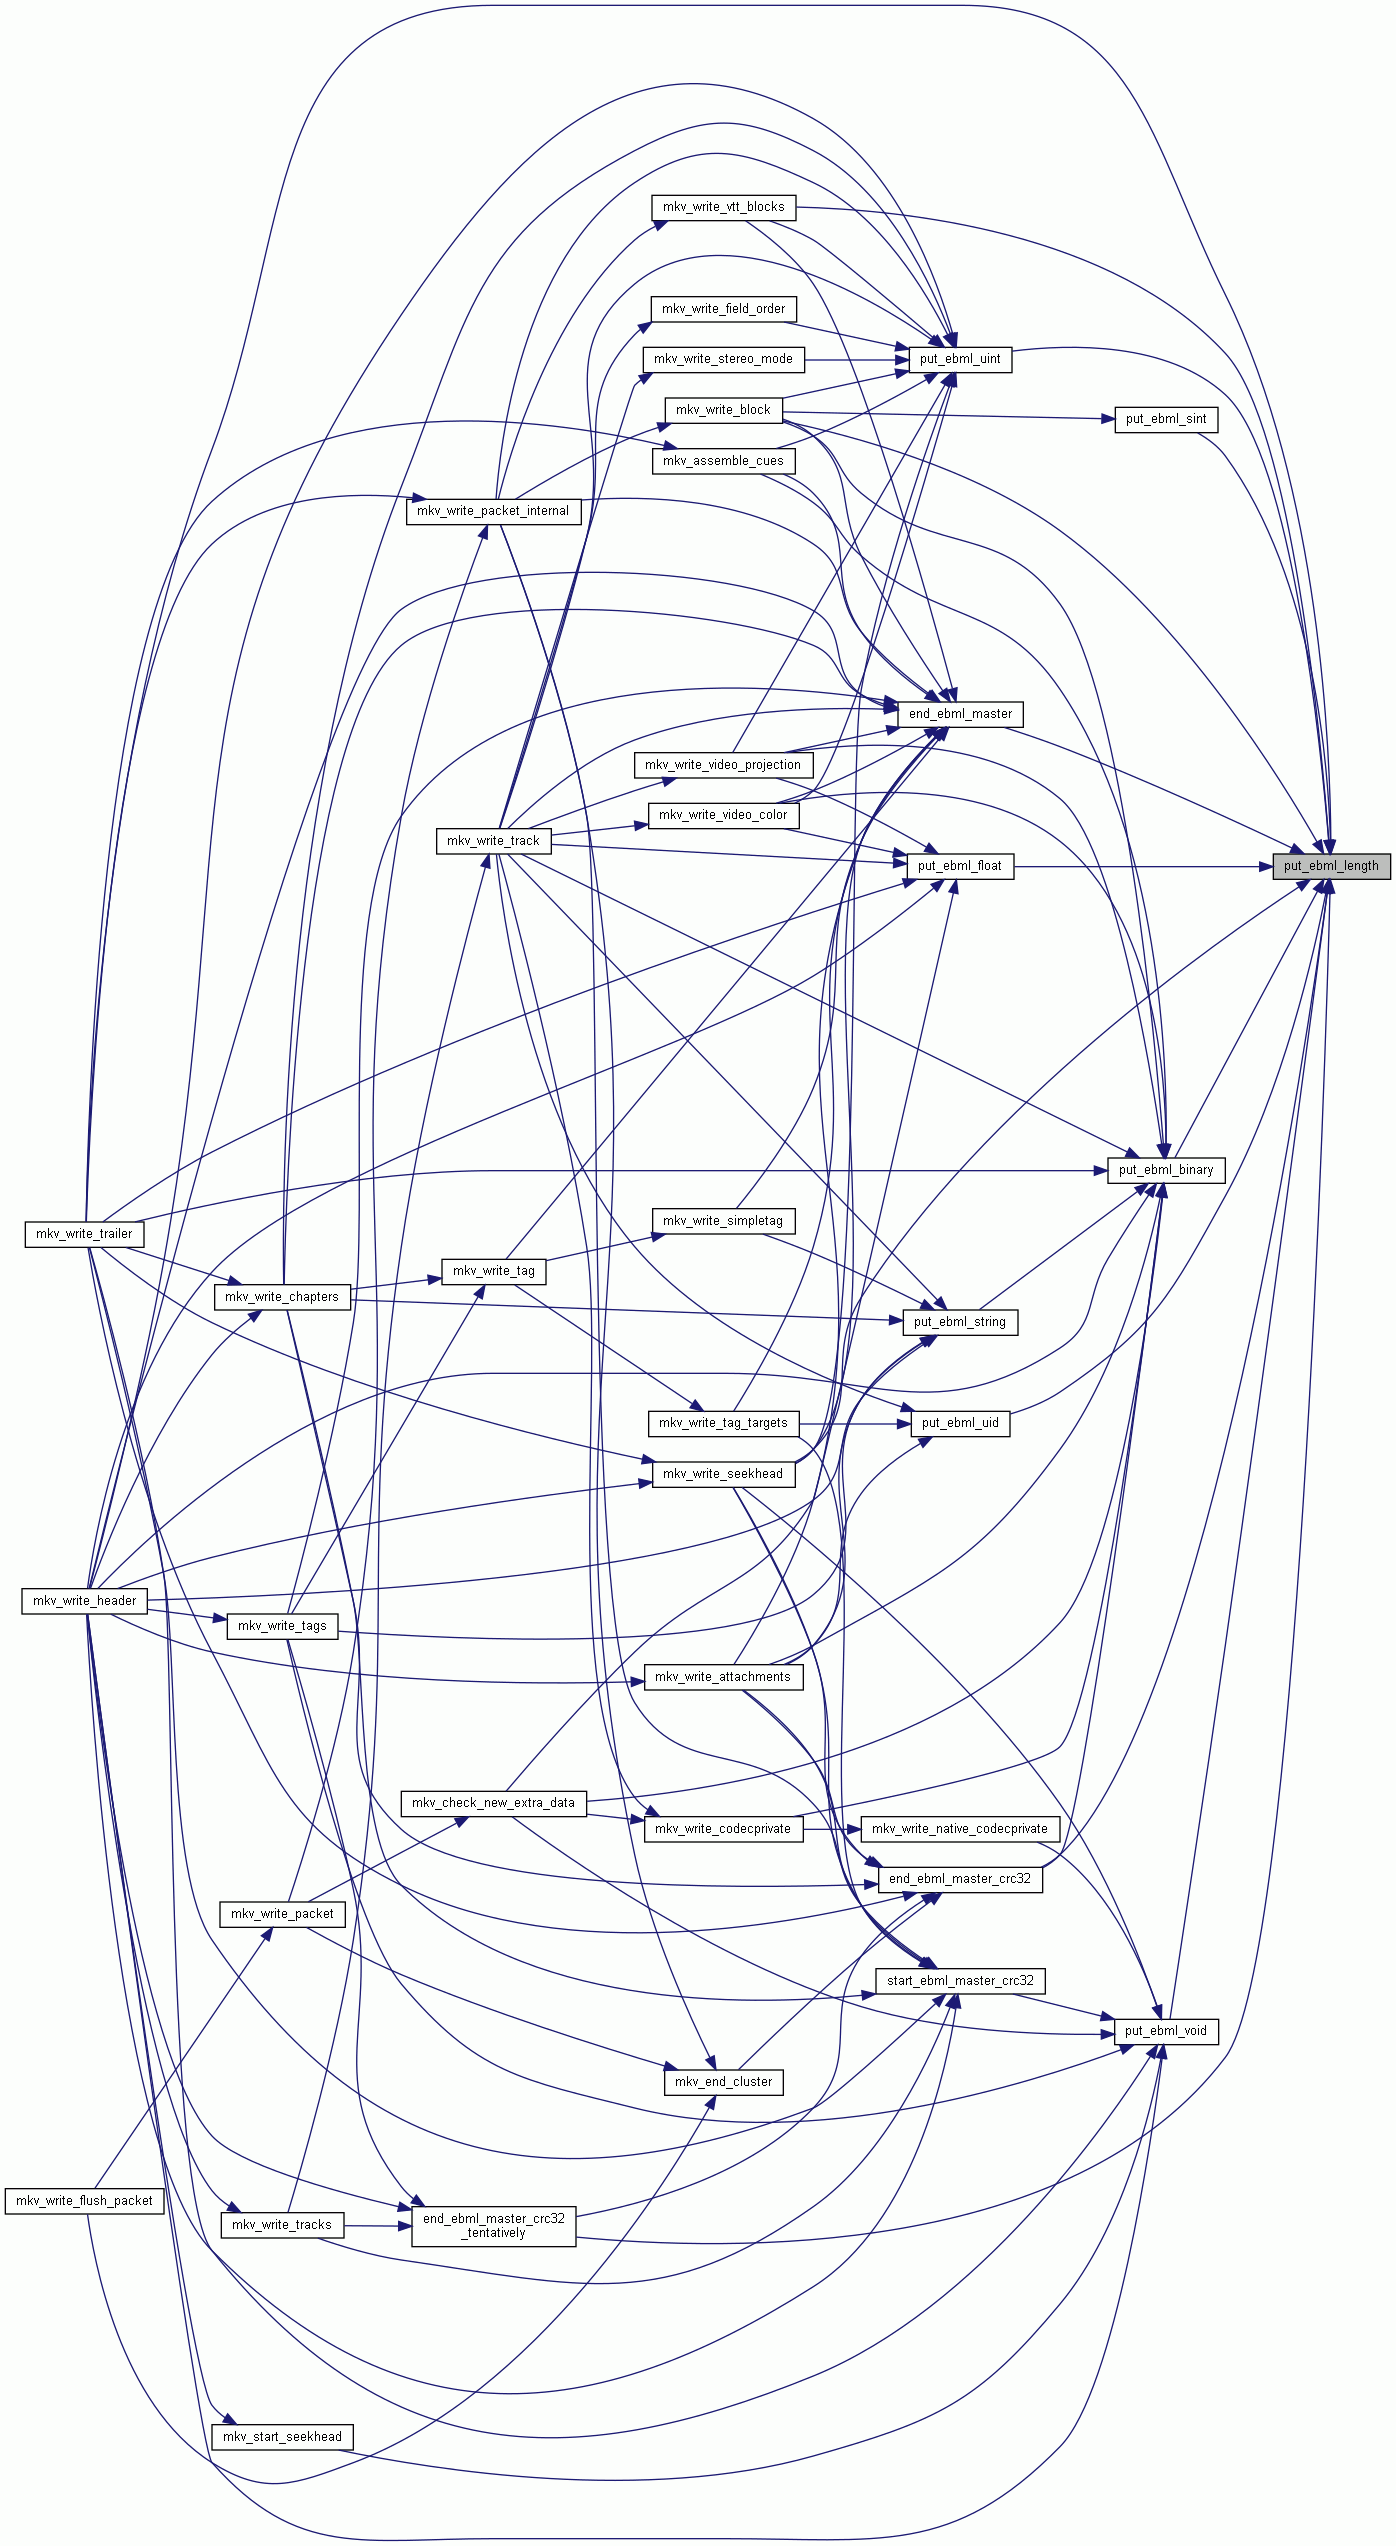 mkv_write_vtt_blocks
mkv_write_field_order
mkv_write_stereo_mode
put_ebml_uint
mkv_write_block
put_ebml_sint
mkv_assemble_cues
mkv_write_packet_internal
end_ebml_master
mkv_write_video_projection
mkv_write_video_color
mkv_write_track
put_ebml_float
put_ebml_length
put_ebml_binary
mkv_write_trailer
mkv_write_simpletag
mkv_write_tag
mkv_write_chapters
put_ebml_string
mkv_write_tag_targets
put_ebml_uid
mkv_write_seekhead
mkv_write_header
mkv_write_tags
mkv_write_attachments
mkv_check_new_extra_data
mkv_write_codecprivate
mkv_write_native_codecprivate
end_ebml_master_crc32
mkv_write_packet
start_ebml_master_crc32
put_ebml_void
mkv_end_cluster
mkv_write_flush_packet
mkv_write_tracks
end_ebml_master_crc32
_tentatively
mkv_start_seekhead